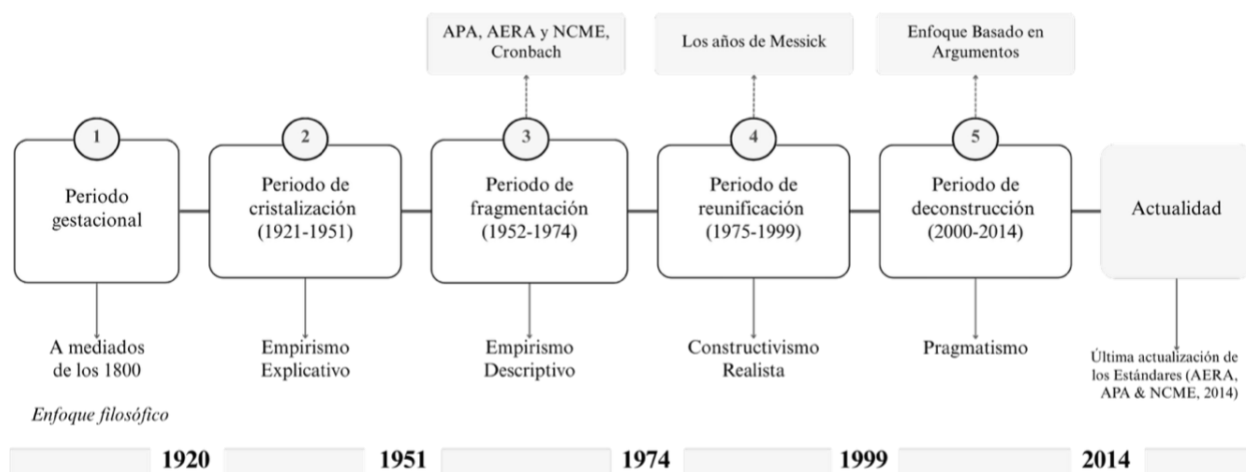 APA, AERA y NCME,
Cronbach
Los años de Messick
Enfoque Basado en
Argumentos
1
Periodo
gestacional
2
Periodo de
cristalización
(1921-1951)
3
Periodo de
fragmentación
(1952-1974)
4
Periodo de
reunificación
(1975-1999)
5
Periodo de
deconstrucción
(2000-2014)
Actualidad
A mediados
de los 1800
Empirismo
Explicativo
Empirismo
Descriptivo
Constructivismo
Realista
Pragmatismo
Última actualización de
los Estándares (AERA,
APA & NCME, 2014)
Enfoque filosófico
1920
1951
1974
1999
2014